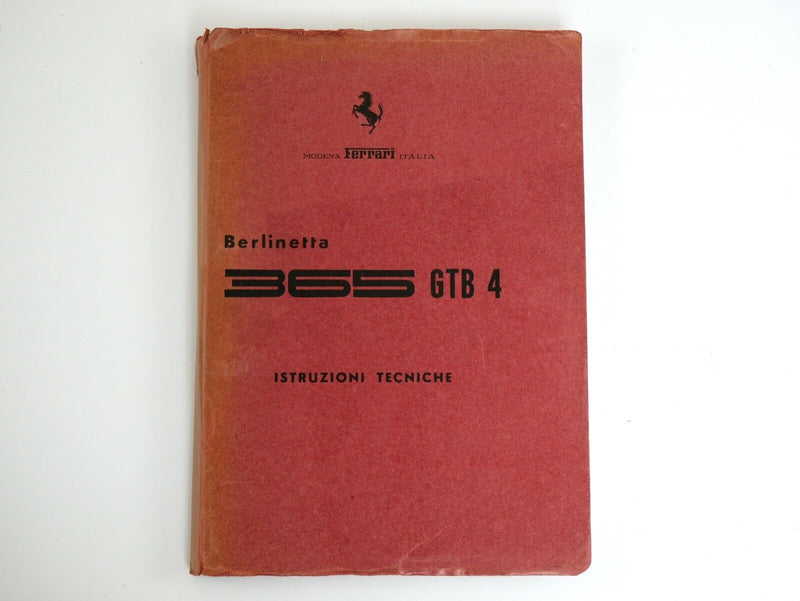 MODENA Ferrari ITALIA
Berlinetta
365 GTB 4
ISTRUZIONI TECNICHE